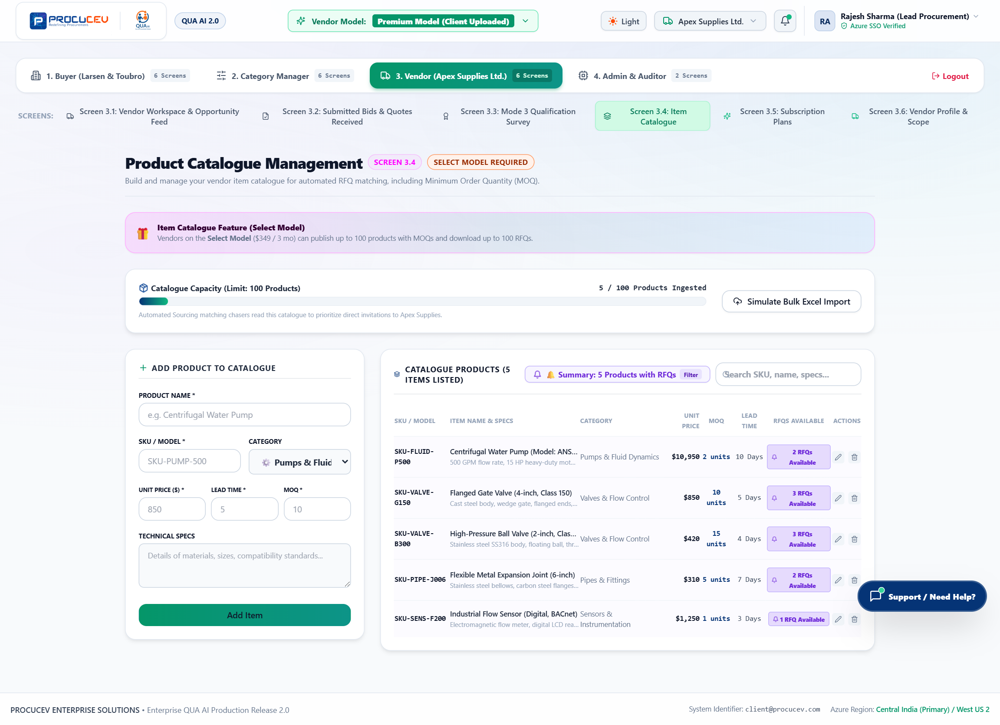 PROCUCEV
Redefining Procurement
QUA AI
QUA AI 2.0
Vendor Model: Premium Model (Client Uploaded)
Light
Apex Supplies Ltd.
RA
Rajesh Sharma (Lead Procurement)
Azure SSO Verified
1. Buyer (Larsen & Toubro) 6 Screens
2. Category Manager 6 Screens
3. Vendor (Apex Supplies Ltd.) 6 Screens
4. Admin & Auditor 2 Screens
Logout
SCREENS:
Screen 3.1: Vendor Workspace & Opportunity
Feed
Screen 3.2: Submitted Bids & Quotes
Received
Screen 3.3: Mode 3 Qualification
Survey
Screen 3.4: Item
Catalogue
Screen 3.5: Subscription
Plans
Screen 3.6: Vendor Profile &
Scope
Product Catalogue Management SCREEN 3.4 SELECT MODEL REQUIRED
Build and manage your vendor item catalogue for automated RFQ matching, including Minimum Order Quantity (MOQ).
Item Catalogue Feature (Select Model)
Vendors on the Select Model ($349 / 3 mo) can publish up to 100 products with MOQs and download up to 100 RFQs.
Catalogue Capacity (Limit: 100 Products)
5 / 100 Products Ingested
Automated Sourcing matching chasers read this catalogue to prioritize direct invitations to Apex Supplies.
Simulate Bulk Excel Import
ADD PRODUCT TO CATALOGUE
PRODUCT NAME *
e.g. Centrifugal Water Pump
SKU / MODEL * CATEGORY
SKU-PUMP-500 Pumps & Fluid
UNIT PRICE ($) * LEAD TIME * MOQ *
850 5 10
TECHNICAL SPECS
Details of materials, sizes, compatibility standards...
Add Item
CATALOGUE PRODUCTS (5
ITEMS LISTED)
Summary: 5 Products with RFQs Filter
Search SKU, name, specs...
SKU / MODEL ITEM NAME & SPECS CATEGORY UNIT PRICE MOQ LEAD TIME RFQS AVAILABLE ACTIONS
SKU-FLUID-
P500
Centrifugal Water Pump (Model: ANS...
500 GPM flow rate, 15 HP heavy-duty mot...
Pumps & Fluid Dynamics
$10,950 2 units 10 Days
2 RFQs
Available
SKU-VALVE-
G150
Flanged Gate Valve (4-inch, Class 150)
Cast steel body, wedge gate, flanged ends,...
Valves & Flow Control
$850
10
units
5 Days
3 RFQs
Available
SKU-VALVE-
B300
High-Pressure Ball Valve (2-inch, Clas...
Stainless steel SS316 body, floating ball, thr...
Valves & Flow Control
$420
15
units
4 Days
3 RFQs
Available
SKU-PIPE-J006
Flexible Metal Expansion Joint (6-inch)
Stainless steel bellows, carbon steel flanges...
Pipes & Fittings
$310 5 units 7 Days
2 RFQs
Available
SKU-SENS-F200
Industrial Flow Sensor (Digital, BACnet)
Electromagnetic flow meter, digital LCD rea...
Sensors &
Instrumentation
$1,250 1 units 3 Days
1 RFQ Available
Support / Need Help?
PROCUCEV ENTERPRISE SOLUTIONS • Enterprise QUA AI Production Release 2.0
System Identifier: client@procucev.com Azure Region: Central India (Primary) / West US 2